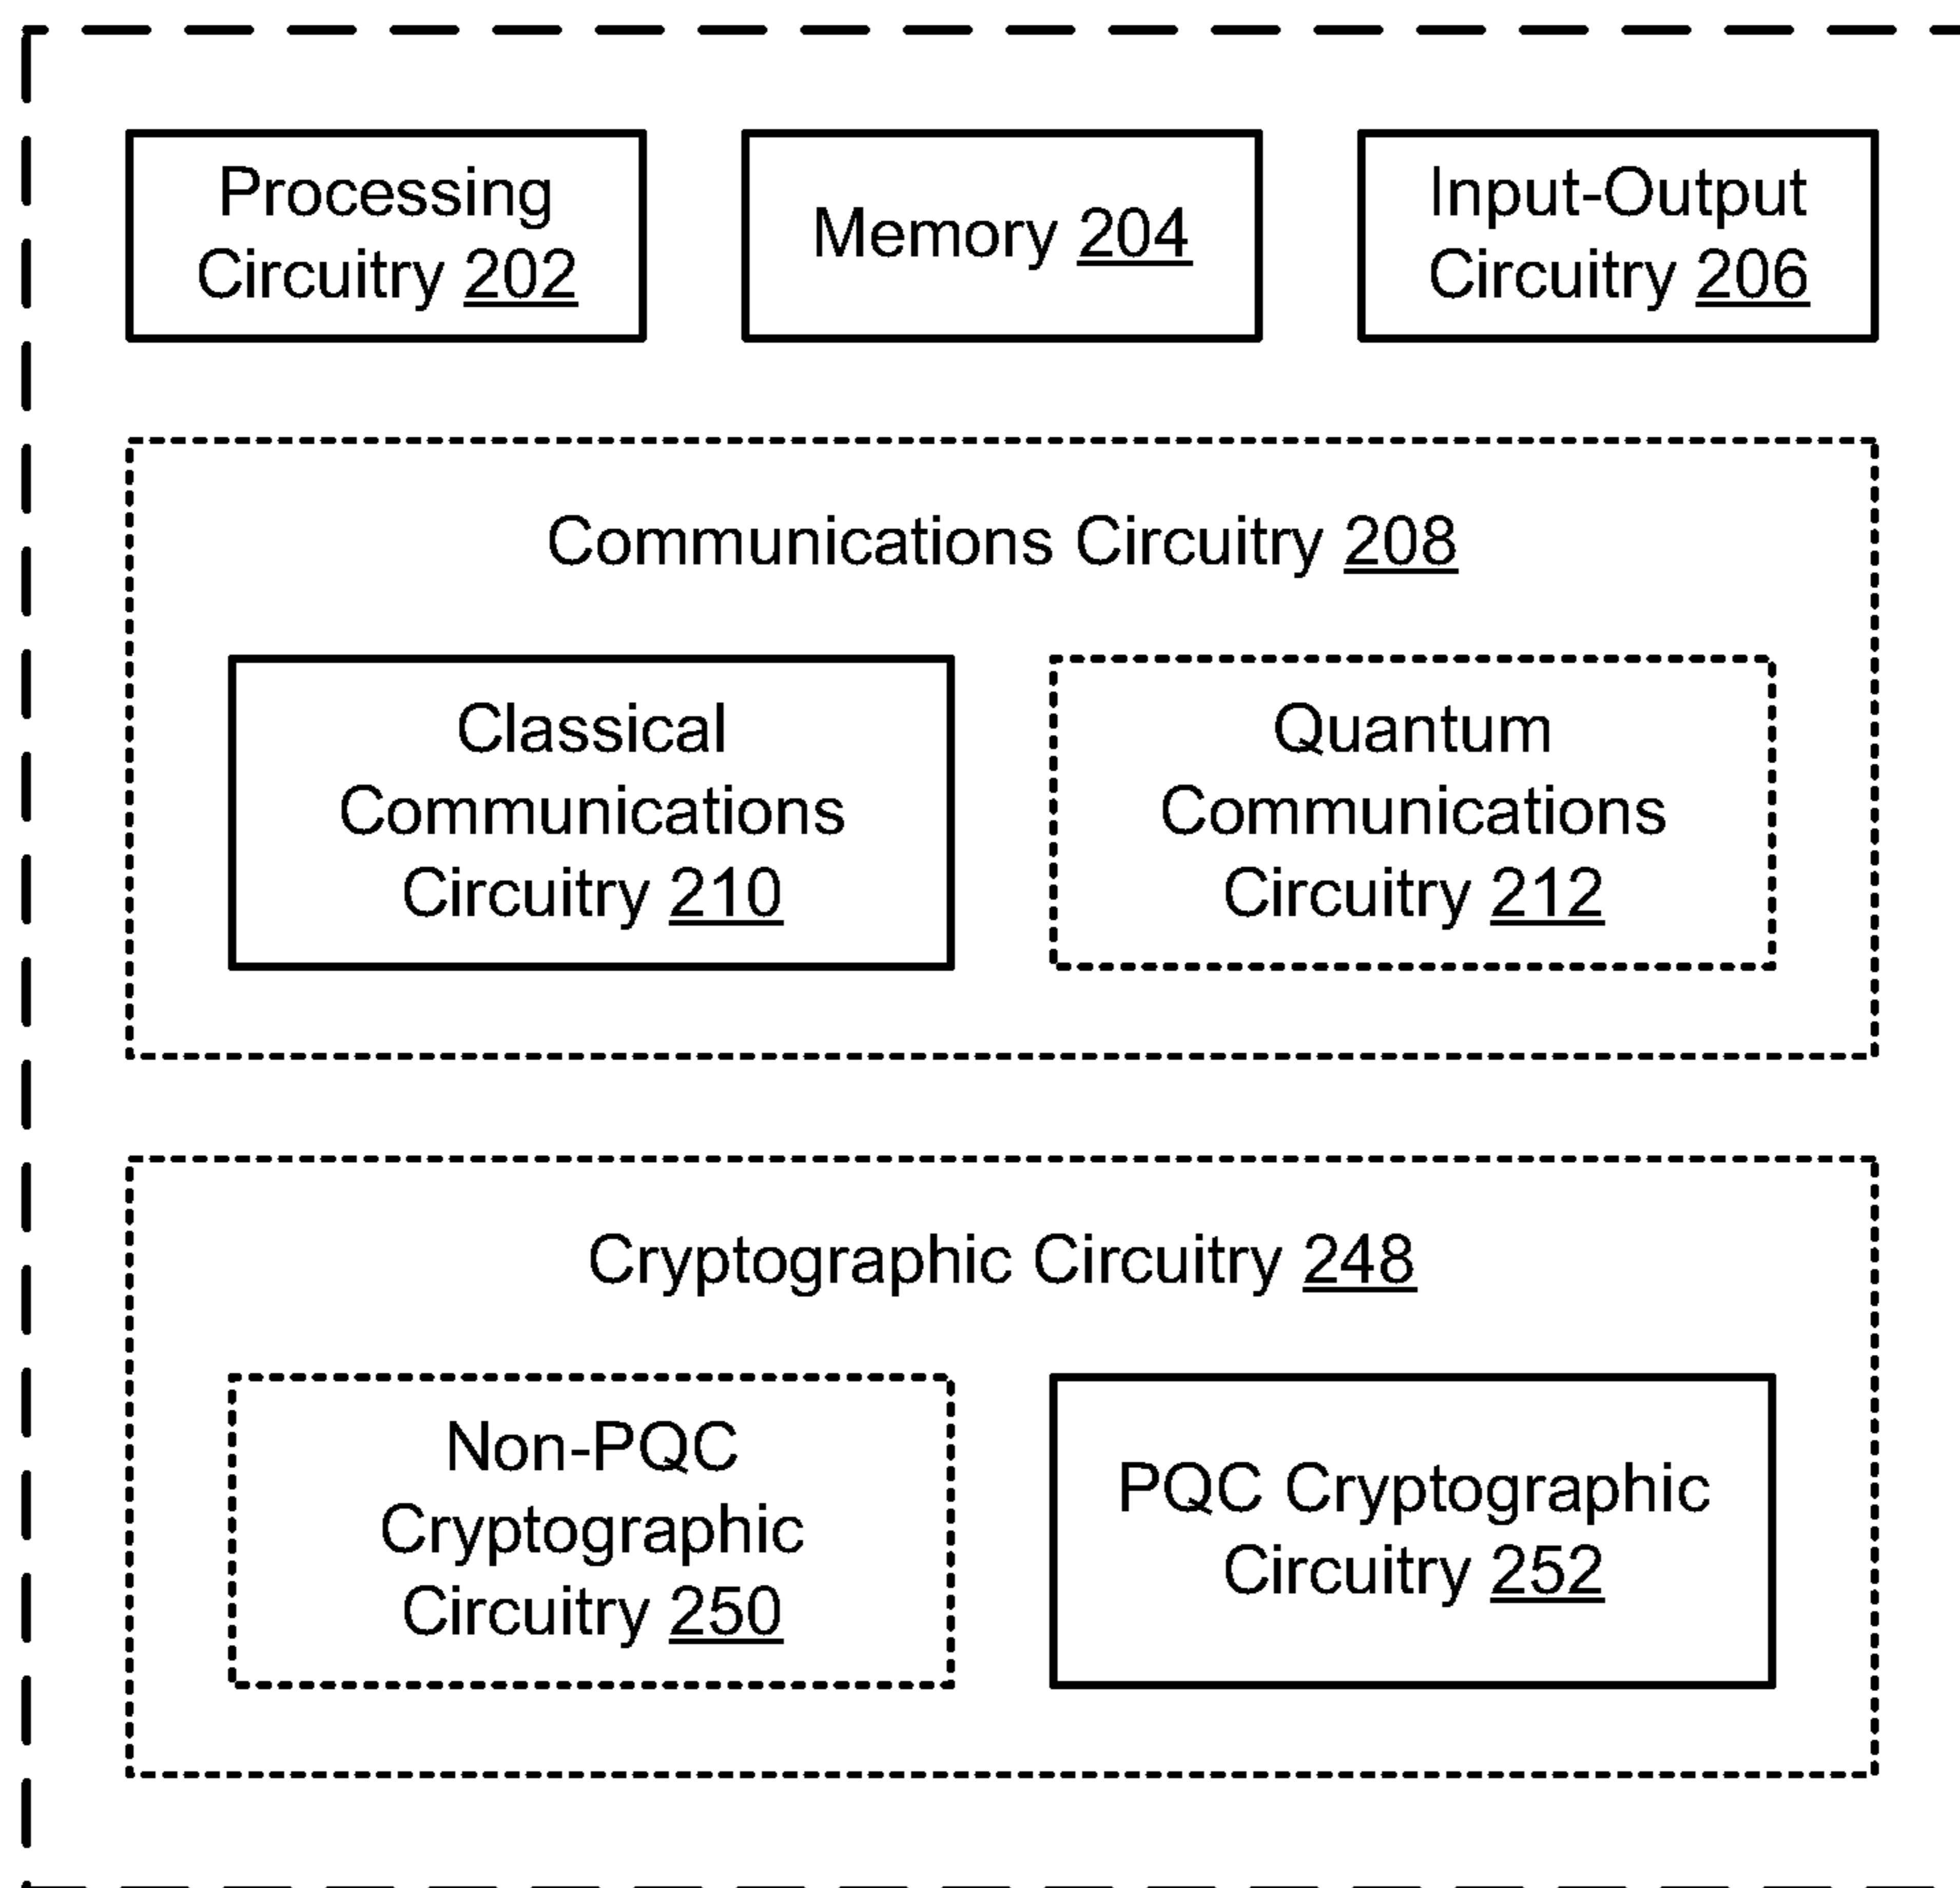 Processing
Circuitry 202
Memory 204
Input-Output
Circuitry 206
Communications Circuitry 208
Classical
Communications
Circuitry 210
Quantum
Communications
Circuitry 212
Cryptographic Circuitry 248
Non-PQC
Cryptographic
Circuitry 250
PQC Cryptographic
Circuitry 252